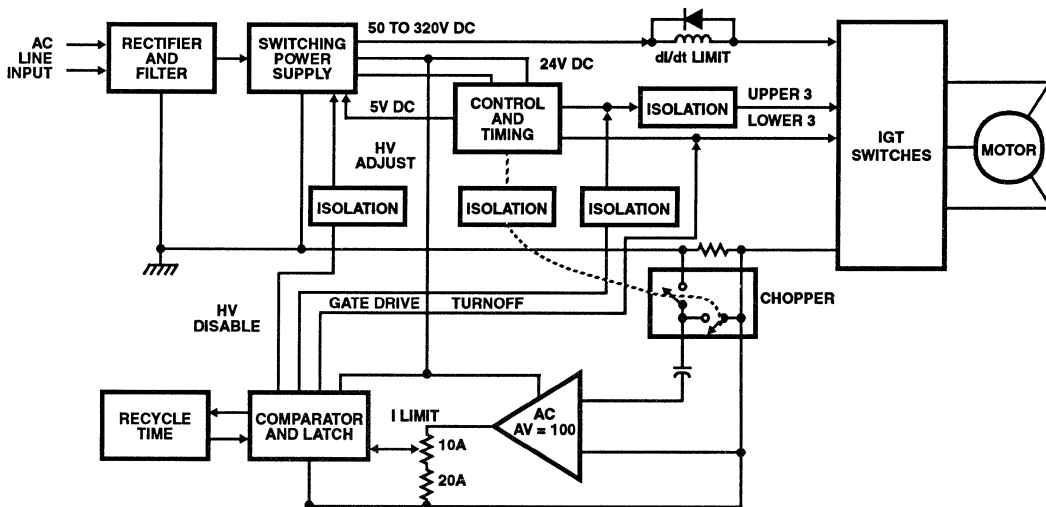 AC
LINE
INPUT
RECTIFIER
AND
FILTER
SWITCHING
POWER
SUPPLY
50 TO 320V DC
24V DC
5V DC
HV
ADJUST
CONTROL
AND
TIMING
dI/dt LIMIT
ISOLATION
UPPER 3
LOWER 3
IGT
SWITCHES
MOTOR
ISOLATION
ISOLATION
ISOLATION
CHOPPER
HV
DISABLE
GATE DRIVE TURNOFF
RECYCLE
TIME
COMPARATOR
AND LATCH
I LIMIT
10A
20A
AC
AV = 100